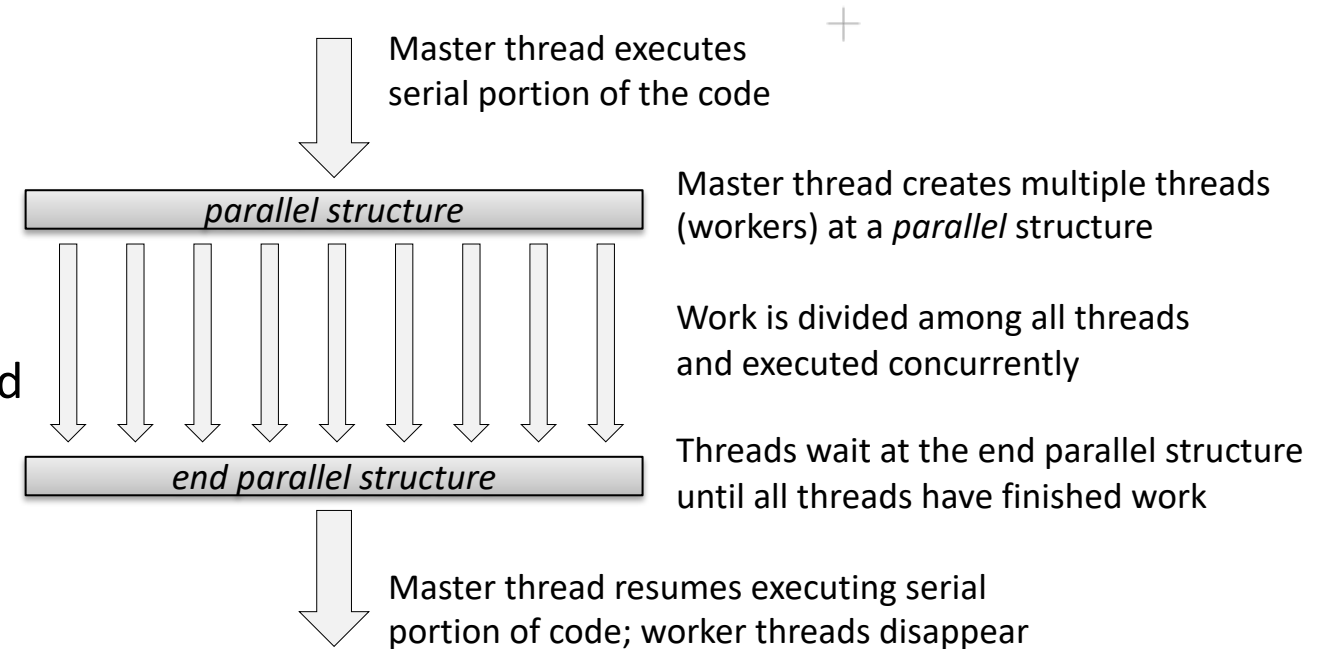 Master thread executes
serial portion of the code
parallel structure
Master thread creates multiple threads
(workers) at a parallel structure
Work is divided among all threads
and executed concurrently
d
Threads wait at the end parallel structure
until all threads have finished work
end parallel structure
Master thread resumes executing serial
portion of code; worker threads disappear